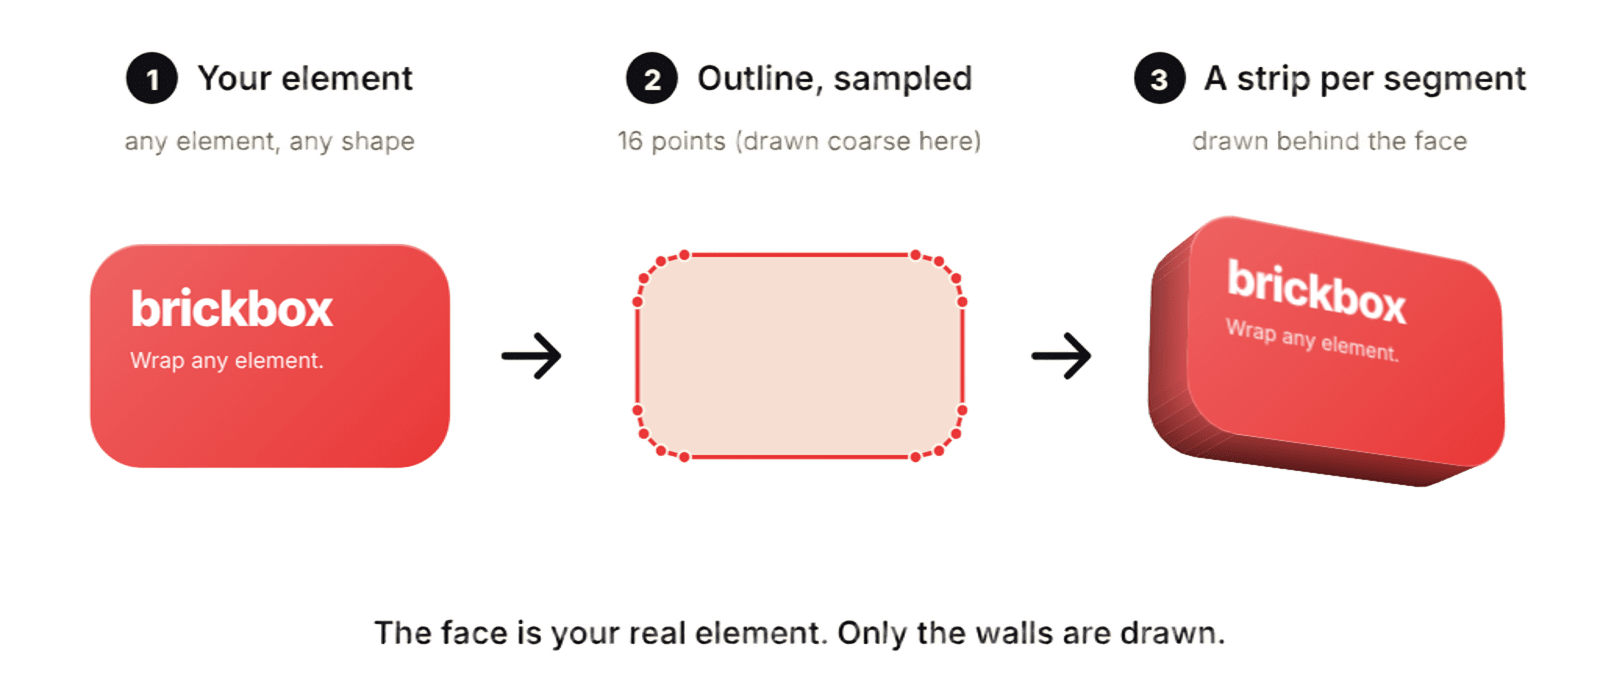 1 Your element
any element, any shape
2 Outline, sampled
16 points (drawn coarse here)
3 A strip per segment
drawn behind the face
brickbox
Wrap any element.
brickbox
Wrap any element.
The face is your real element. Only the walls are drawn.